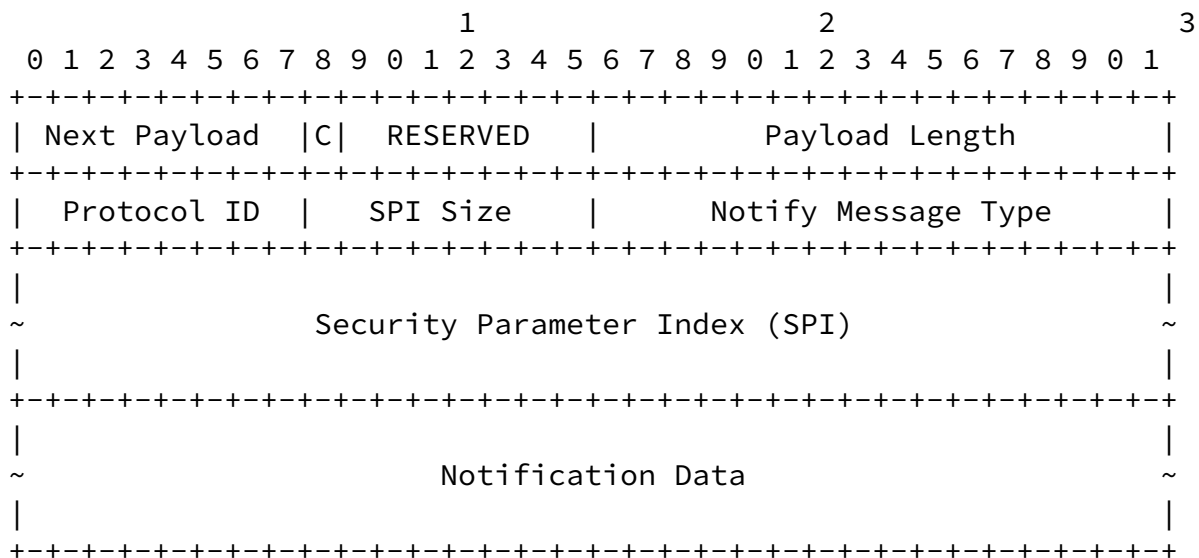 1                   2                   3
 0 1 2 3 4 5 6 7 8 9 0 1 2 3 4 5 6 7 8 9 0 1 2 3 4 5 6 7 8 9 0 1
+-+-+-+-+-+-+-+-+-+-+-+-+-+-+-+-+-+-+-+-+-+-+-+-+-+-+-+-+-+-+-+-+
| Next Payload  |C|  RESERVED   |         Payload Length        |
+-+-+-+-+-+-+-+-+-+-+-+-+-+-+-+-+-+-+-+-+-+-+-+-+-+-+-+-+-+-+-+-+
|  Protocol ID  |   SPI Size    |      Notify Message Type      |
+-+-+-+-+-+-+-+-+-+-+-+-+-+-+-+-+-+-+-+-+-+-+-+-+-+-+-+-+-+-+-+-+
|                                                               |
~                Security Parameter Index (SPI)                 ~
|                                                               |
+-+-+-+-+-+-+-+-+-+-+-+-+-+-+-+-+-+-+-+-+-+-+-+-+-+-+-+-+-+-+-+-+
|                                                               |
~                       Notification Data                       ~
|                                                               |
+-+-+-+-+-+-+-+-+-+-+-+-+-+-+-+-+-+-+-+-+-+-+-+-+-+-+-+-+-+-+-+-+